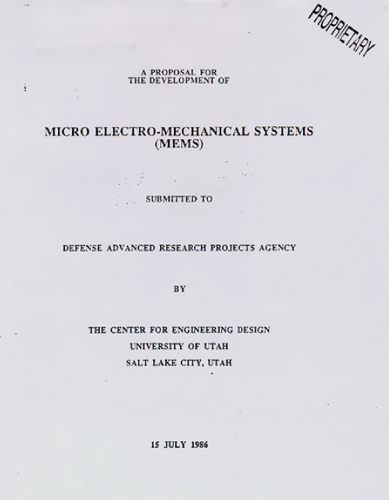 PROPRIETARY
A PROPOSAL FOR
THE DEVELOPMENT OF
MICRO ELECTRO-MECHANICAL SYSTEMS
(MEMS)
SUBMITTED TO
DEFENSE ADVANCED RESEARCH PROJECTS AGENCY
BY
THE CENTER FOR ENGINEERING DESIGN
UNIVERSITY OF UTAH
SALT LAKE CITY, UTAH
15 JULY 1986